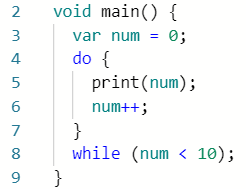 2 void main() {
3   var num = 0;
4   do {
5     print(num);
6     num++;
7   }
8   while (num < 10);
9 }